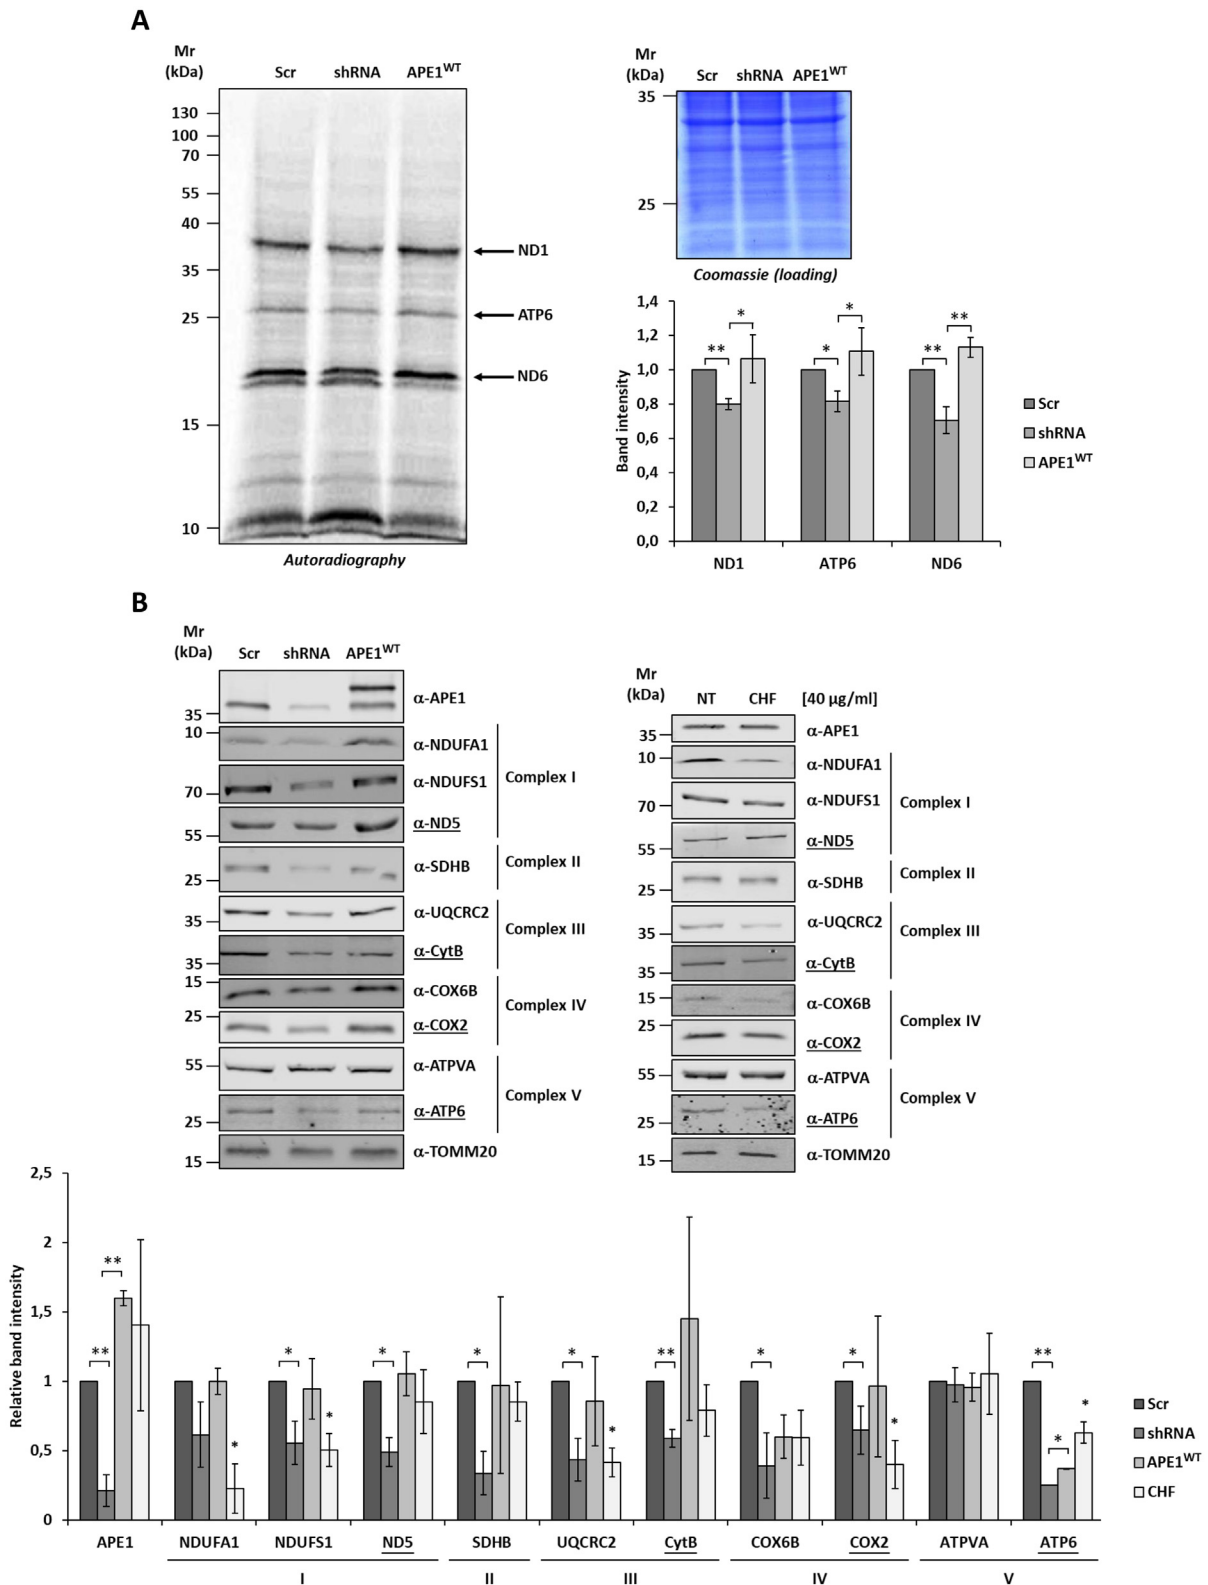 A
Mr
(kDa)
Scr shRNA APE1WT
130
100
70
55
40
35
25
15
10
ND1
ATP6
ND6
Autoradiography
Mr
(kDa)
Scr shRNA APE1WT
35
25
Coomassie (loading)
Band intensity
1,4
1,2
1,0
0,8
0,6
0,4
0,2
0,0
** * * * ** **
ND1 ATP6 ND6
Scr
shRNA
APE1WT
B
Mr
(kDa)
Scr shRNA APE1WT
35 α-APE1
10 α-NDUFA1
70 α-NDUFS1
55 α-ND5
Complex I
25 α-SDHB
Complex II
35 α-UQCRC2
35 α-CytB
Complex III
15 α-COX6B
25 α-COX2
Complex IV
55 α-ATPVA
25 α-ATP6
Complex V
15 α-TOMM20
Mr
(kDa)
NT CHF [40 µg/ml]
35 α-APE1
10 α-NDUFA1
70 α-NDUFS1
55 α-ND5
Complex I
25 α-SDHB
Complex II
35 α-UQCRC2
35 α-CytB
Complex III
15 α-COX6B
25 α-COX2
Complex IV
55 α-ATPVA
25 α-ATP6
Complex V
15 α-TOMM20
Relative band intensity
2,5
2
1,5
1
0,5
0
** ** * * * * * * * ** * * * ** * *
APE1 NDUFA1 NDUFS1 ND5 SDHB UQCRC2 CytB COX6B COX2 ATPVA ATP6
I II III IV V
Scr
shRNA
APE1WT
CHF